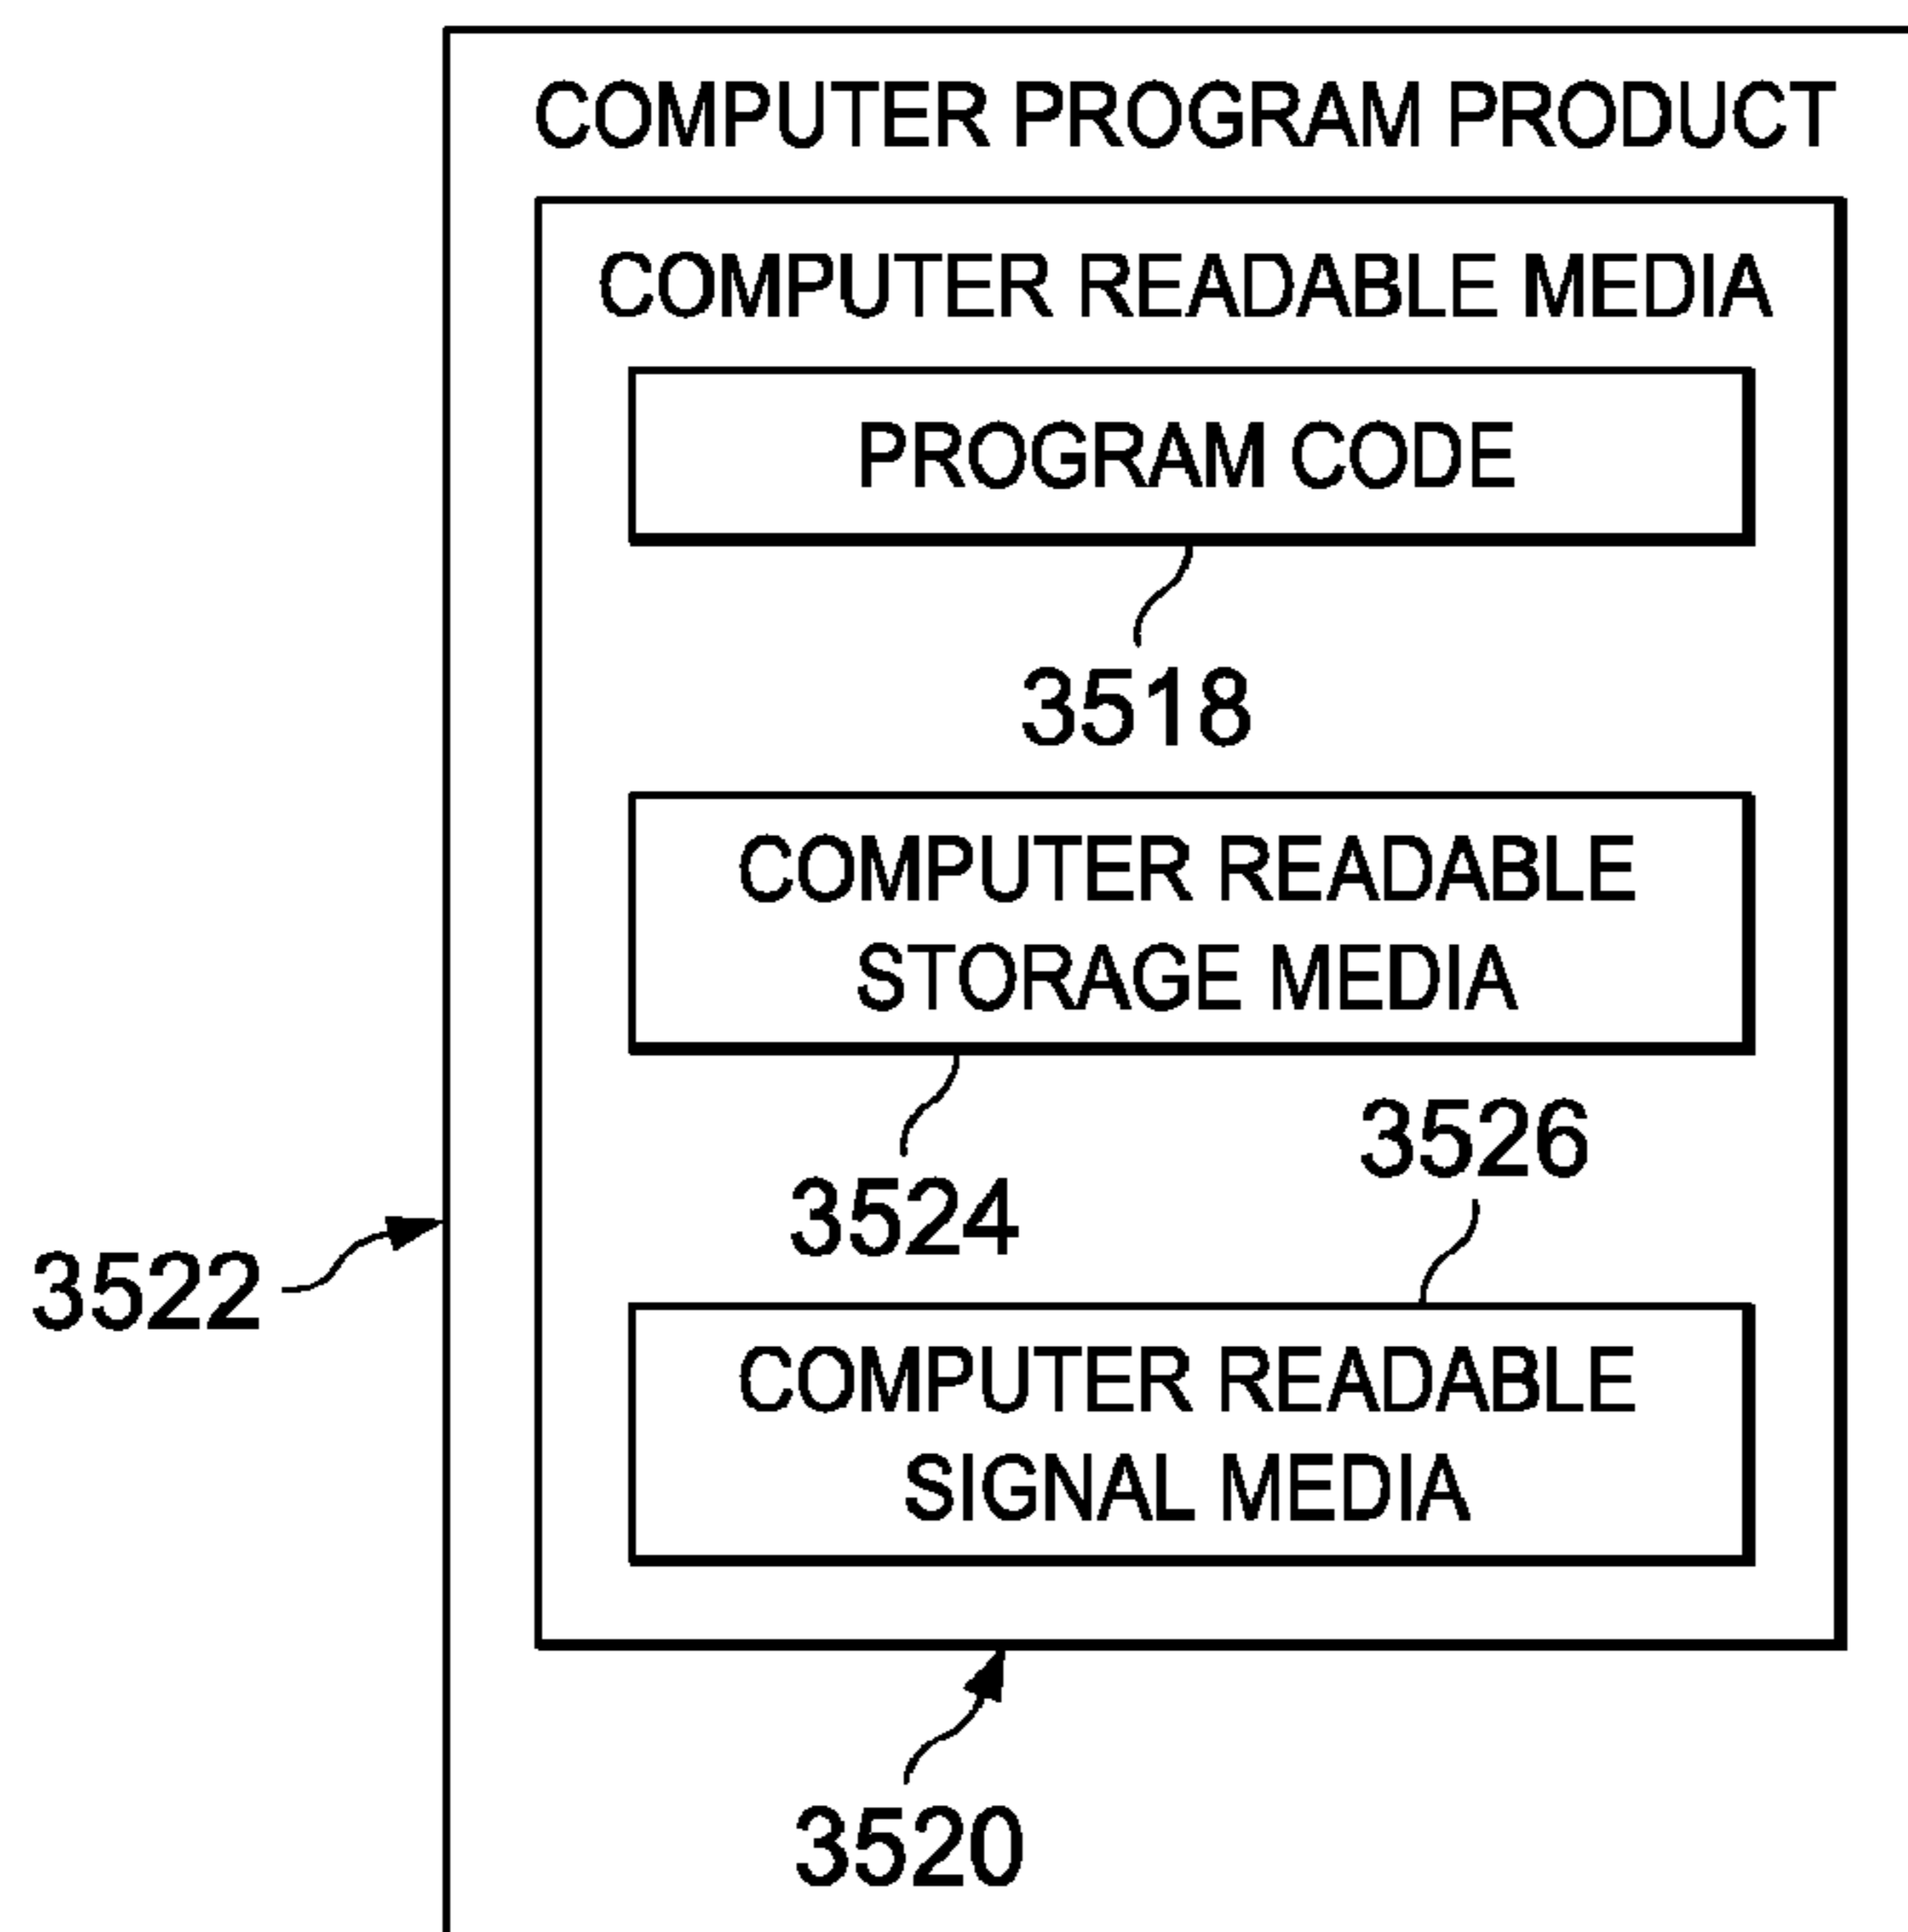 COMPUTER PROGRAM PRODUCT
COMPUTER READABLE MEDIA
PROGRAM CODE
3518
COMPUTER READABLE
STORAGE MEDIA
3524
3526
3522
COMPUTER READABLE
SIGNAL MEDIA
3520